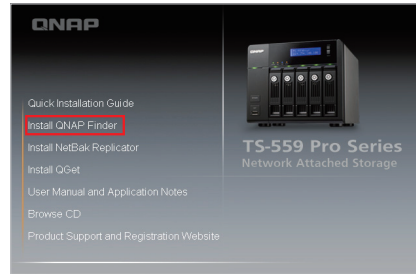 QNAP
Quick Installation Guide
Install QNAP Finder
Install NetBak Replicator
Install QGet
User Manual and Application Notes
Browse CD
Product Support and Registration Website
TS-559 Pro Series
Network Attached Storage